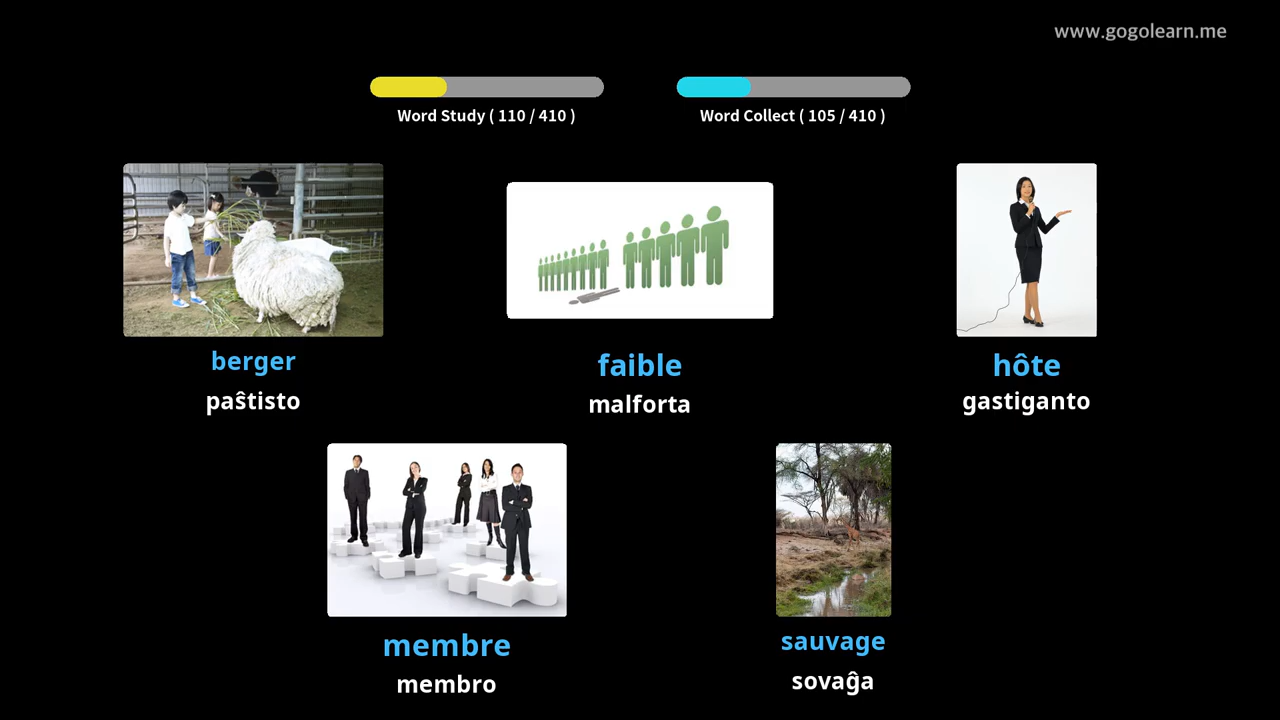 www.gogolearn.me
Word Study ( 110 / 410 )
Word Collect ( 105 / 410 )
berger
paŝtisto
faible
malforta
hôte
gastiganto
membre
membro
sauvage
sovaĝa